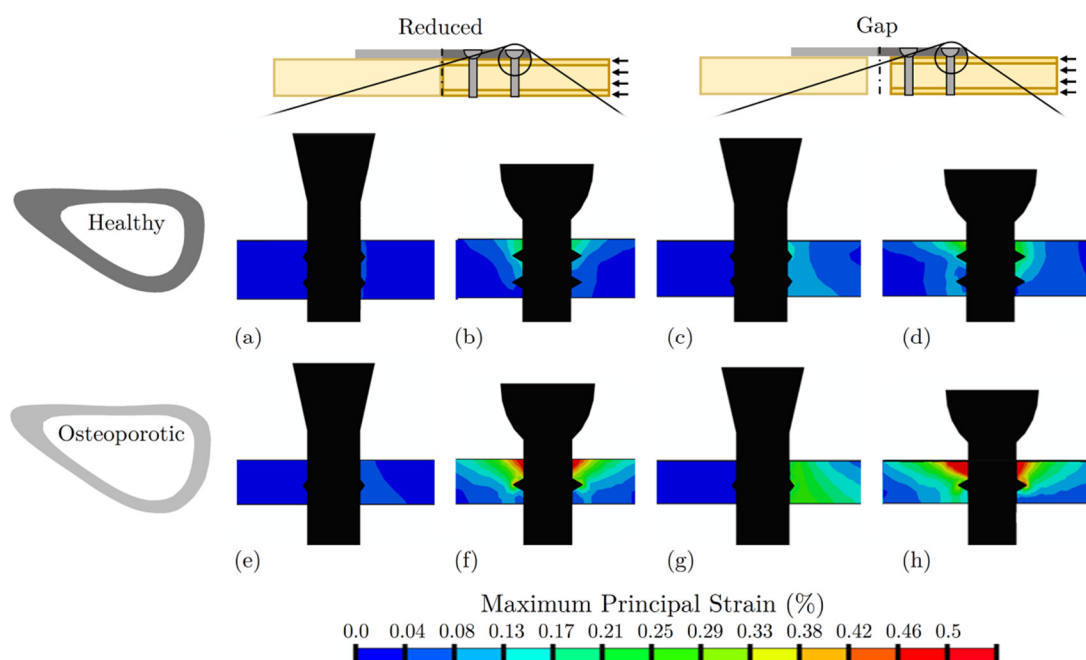 Reduced
Gap
Healthy
(a)
(b)
(c)
(d)
Osteoporotic
(e)
(f)
(g)
(h)
Maximum Principal Strain (%)
0.0 0.04 0.08 0.13 0.17 0.21 0.25 0.29 0.33 0.38 0.42 0.46 0.5